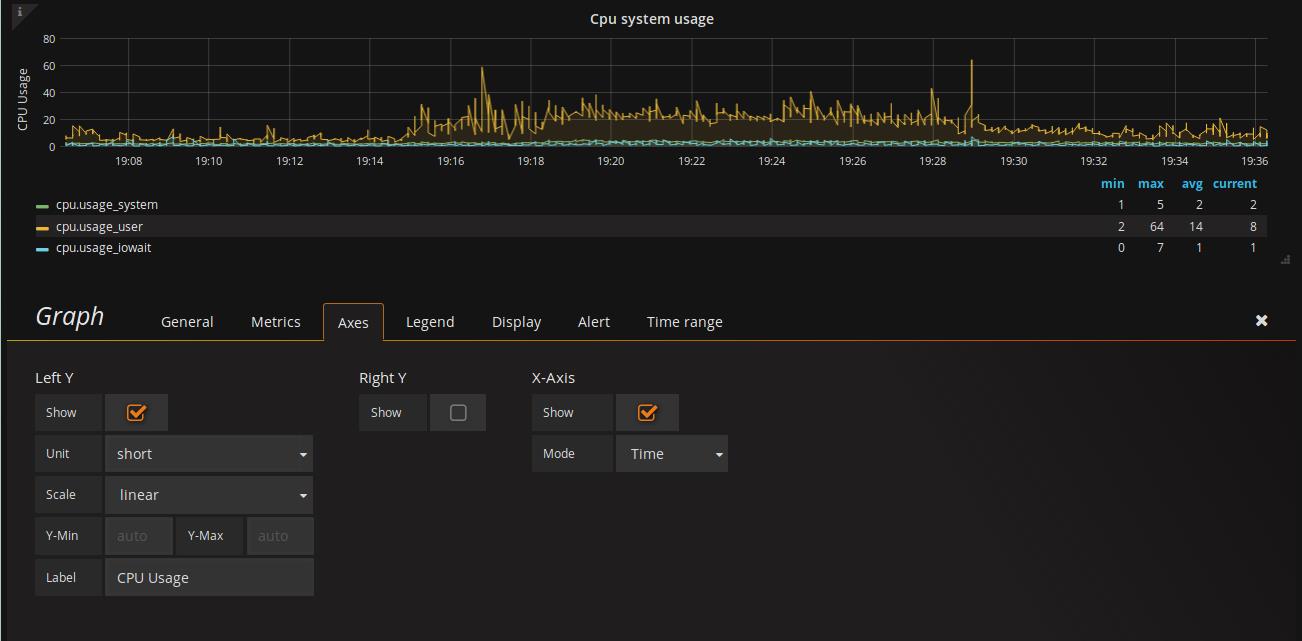 i
Cpu system usage
CPU Usage
80
60
40
20
0
19:08 19:10 19:12 19:14 19:16 19:18 19:20 19:22 19:24 19:26 19:28 19:30 19:32 19:34 19:36
min max avg current
cpu.usage_system 1 5 2 2
cpu.usage_user 2 64 14 8
cpu.usage_iowait 0 7 1 1
Graph General Metrics Axes Legend Display Alert Time range
Left Y Right Y X-Axis
Show Show Show
Unit short Mode Time
Scale linear
Y-Min auto Y-Max auto
Label CPU Usage